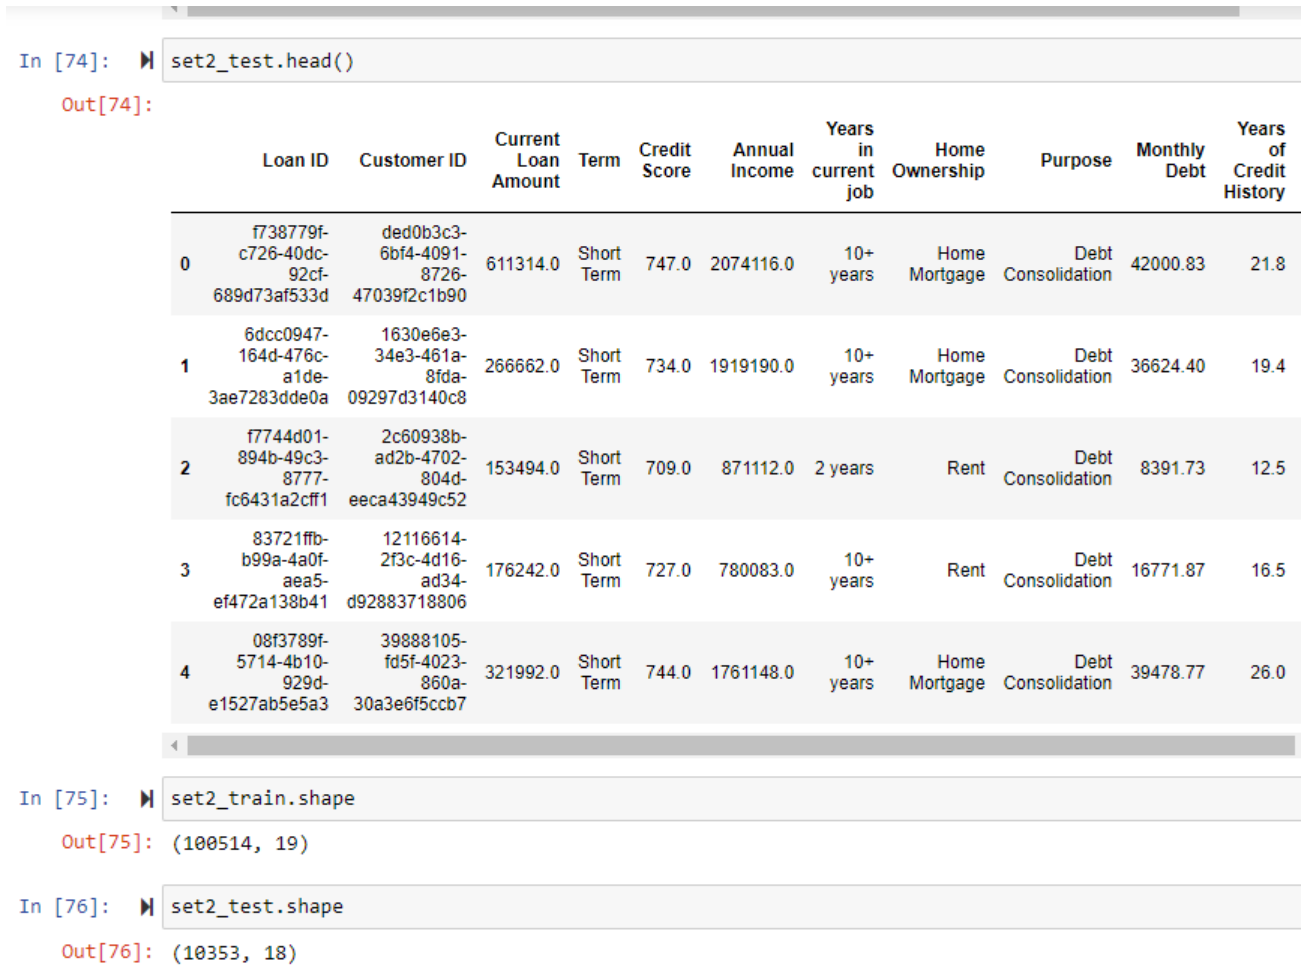 In [74]: set2_test.head()
Out[74]:
Loan ID Customer ID Current Loan Amount Term Credit Score Annual Income Years in current job Home Ownership Purpose Monthly Debt Years of Credit History
0 f738779f-c726-40dc-92cf-689d73af533d ded0b3c3-6bf4-4091-8726-47039f2c1b90 611314.0 Short Term 747.0 2074116.0 10+ years Home Mortgage Debt Consolidation 42000.83 21.8
1 6dcc0947-164d-476c-a1de-3ae7283dde0a 1630e6e3-34e3-461a-8fda-09297d3140c8 266662.0 Short Term 734.0 1919190.0 10+ years Home Mortgage Debt Consolidation 36624.40 19.4
2 f7744d01-894b-49c3-8777-fc6431a2cff1 2c60938b-ad2b-4702-804d-eeca43949c52 153494.0 Short Term 709.0 871112.0 2 years Rent Debt Consolidation 8391.73 12.5
3 83721ffb-b99a-4a0f-aea5-ef472a138b41 12116614-2f3c-4d16-ad34-d92883718806 176242.0 Short Term 727.0 780083.0 10+ years Rent Debt Consolidation 16771.87 16.5
4 08f3789f-5714-4b10-929d-e1527ab5e5a3 39888105-fd5f-4023-860a-30a3e6f5ccb7 321992.0 Short Term 744.0 1761148.0 10+ years Home Mortgage Debt Consolidation 39478.77 26.0
In [75]: set2_train.shape
Out[75]: (100514, 19)
In [76]: set2_test.shape
Out[76]: (10353, 18)